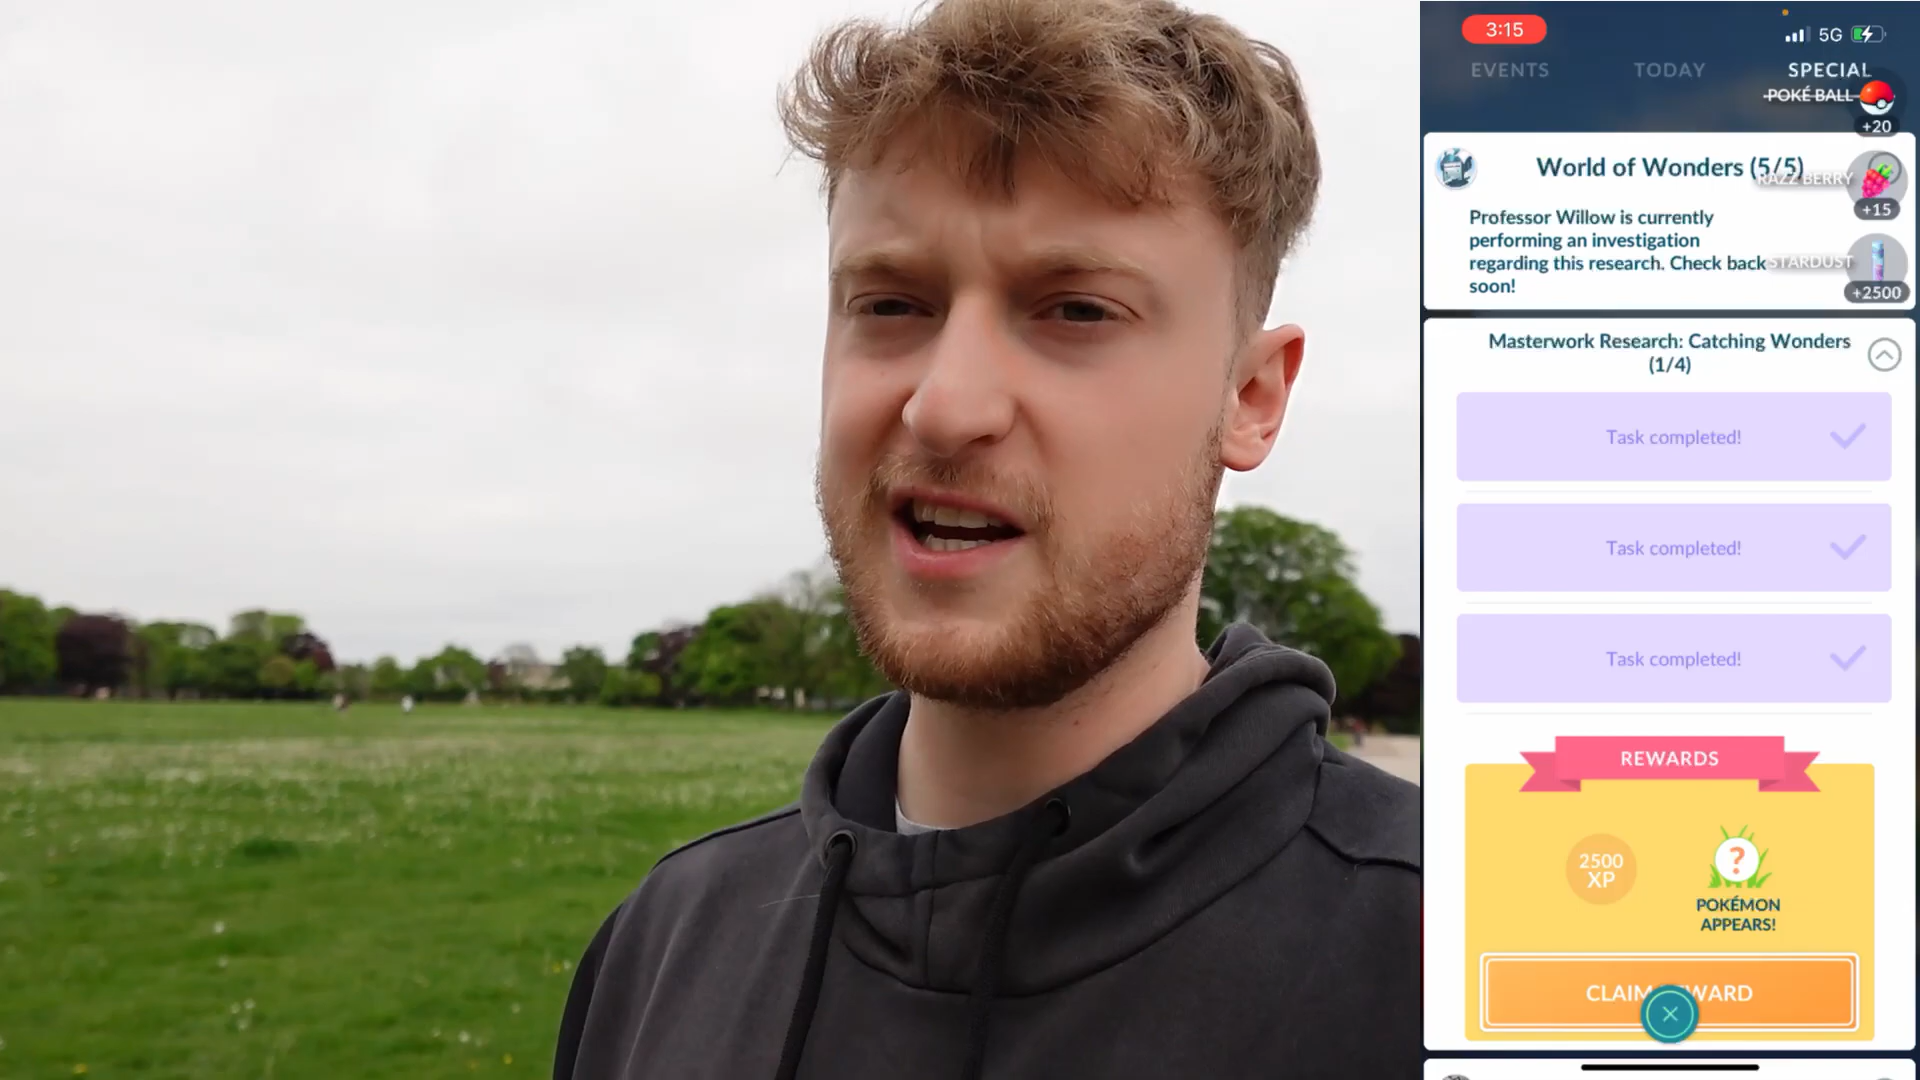 3:15
5G
EVENTS
TODAY
SPECIAL
POKÉ BALL
+20
World of Wonders (5/5)
RAZZ BERRY
+15
Professor Willow is currently
performing an investigation
regarding this research. Check back
soon!
STARDUST
+2500
Masterwork Research: Catching Wonders
(1/4)
Task completed!
Task completed!
Task completed!
REWARDS
2500
XP
?
POKÉMON
APPEARS!
CLAIM REWARD